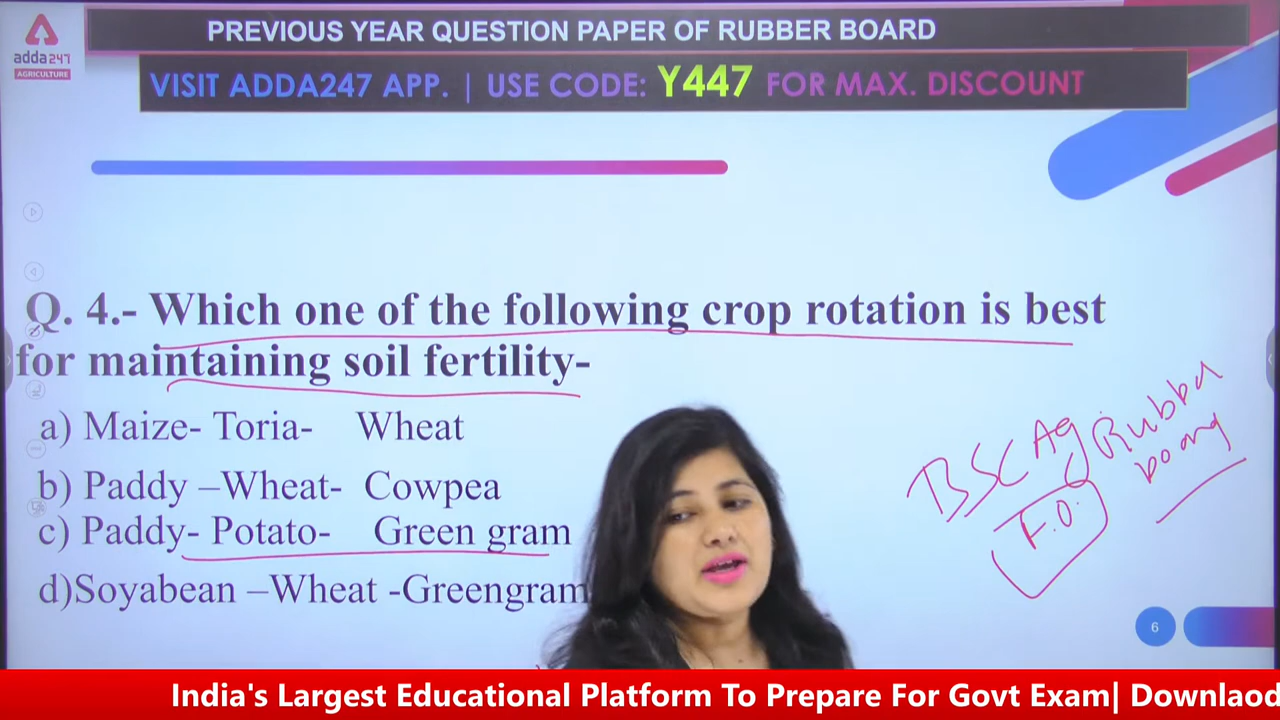 PREVIOUS YEAR QUESTION PAPER OF RUBBER BOARD
adda247
AGRICULTURE
VISIT ADDA247 APP. | USE CODE: Y447 FOR MAX. DISCOUNT
Q. 4.- Which one of the following crop rotation is best
for maintaining soil fertility-
a) Maize- Toria- Wheat
b) Paddy –Wheat- Cowpea
c) Paddy- Potato- Green gram
d)Soyabean –Wheat -Greengram
BSC Ag
F.O.
6
India's Largest Educational Platform To Prepare For Govt Exam| Downlaod